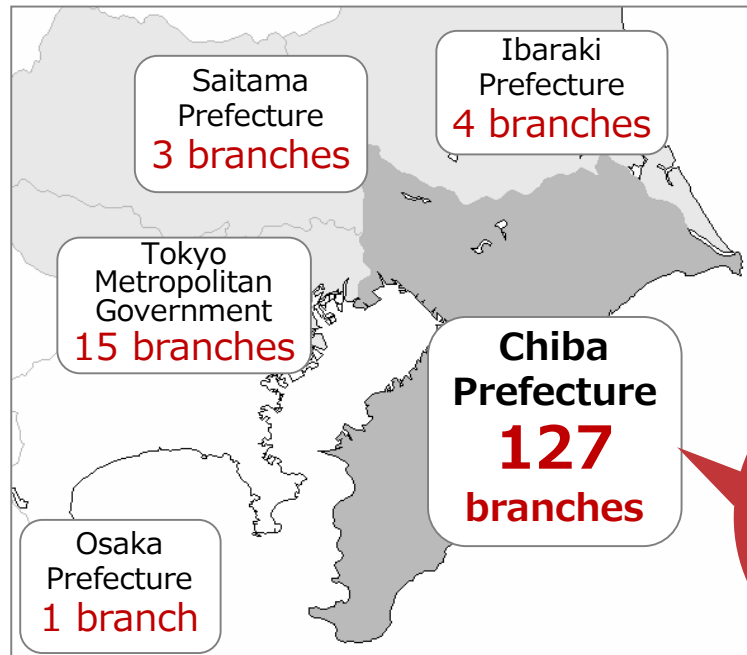 Saitama
Prefecture
3 branches
Ibaraki
Prefecture
4 branches
Tokyo
Metropolitan
Government
15 branches
Chiba
Prefecture
127
branches
Osaka
Prefecture
1 branch